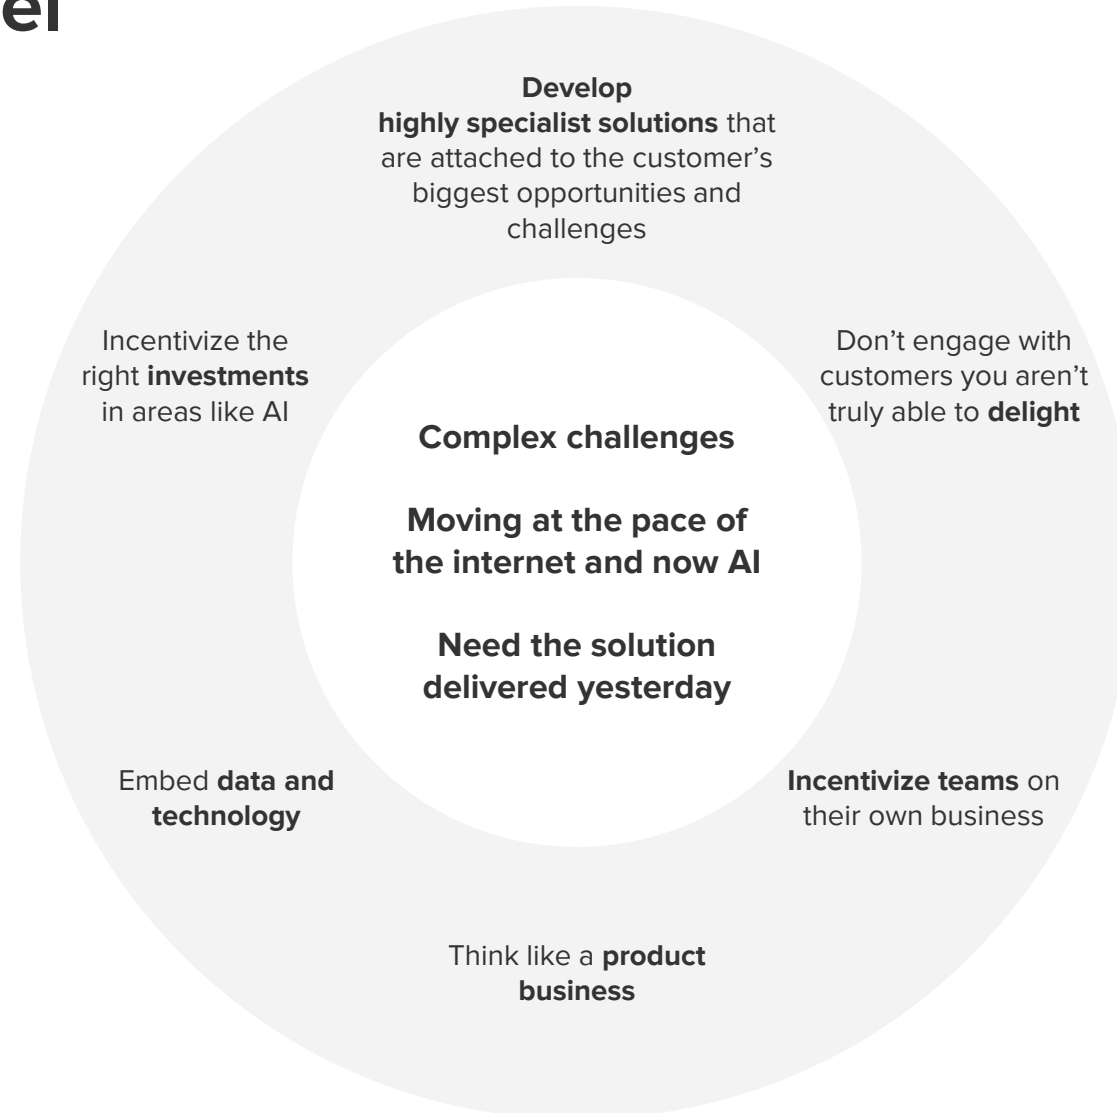 el
Develop
highly specialist solutions that
are attached to the customer’s
biggest opportunities and
challenges
Incentivize the
right investments
in areas like AI
Don’t engage with
customers you aren’t
truly able to delight
Complex challenges
Moving at the pace of
the internet and now AI
Need the solution
delivered yesterday
Embed data and
technology
Incentivize teams on
their own business
Think like a product
business